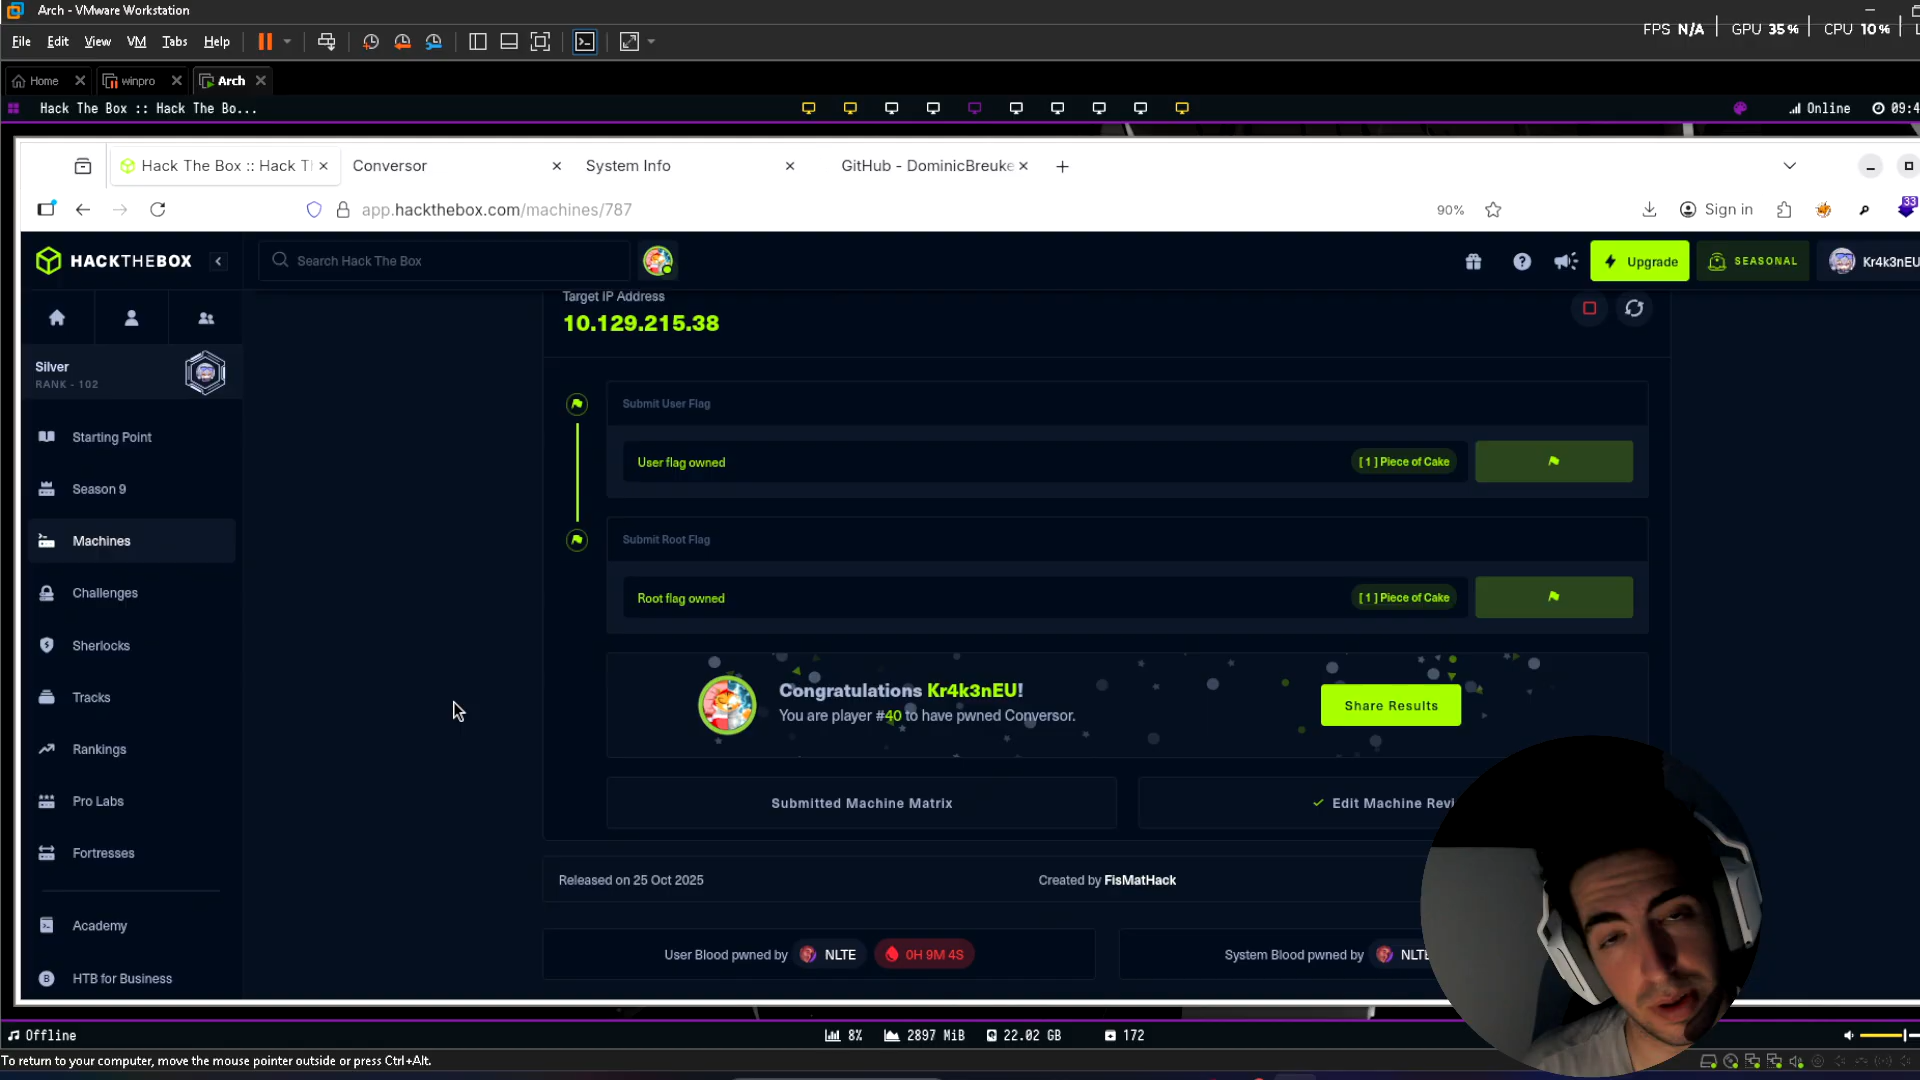 Arch - VMware Workstation
File Edit View VM Tabs Help
FPS N/A GPU 35% CPU 10%
Home winpro Arch
Hack The Box :: Hack The Bo...
Online 09:4
Hack The Box :: Hack T
Conversor
System Info
GitHub - DominicBreuke
app.hackthebox.com/machines/787
90%
Sign in
33
HACKTHEBOX
Search Hack The Box
Upgrade
SEASONAL
Kr4k3nEU
Silver
RANK - 102
Starting Point
Season 9
Machines
Challenges
Sherlocks
Tracks
Rankings
Pro Labs
Fortresses
Academy
B HTB for Business
Target IP Address
10.129.215.38
Submit User Flag
User flag owned
[ 1 ] Piece of Cake
Submit Root Flag
Root flag owned
[ 1 ] Piece of Cake
Congratulations Kr4k3nEU!
You are player #40 to have pwned Conversor.
Share Results
Submitted Machine Matrix
Edit Machine Revi
Released on 25 Oct 2025
Created by FisMatHack
User Blood pwned by NLTE 0H 9M 4S
System Blood pwned by NLTE
Offline
8% 2897 MiB 22.02 GB 172
To return to your computer, move the mouse pointer outside or press Ctrl+Alt.